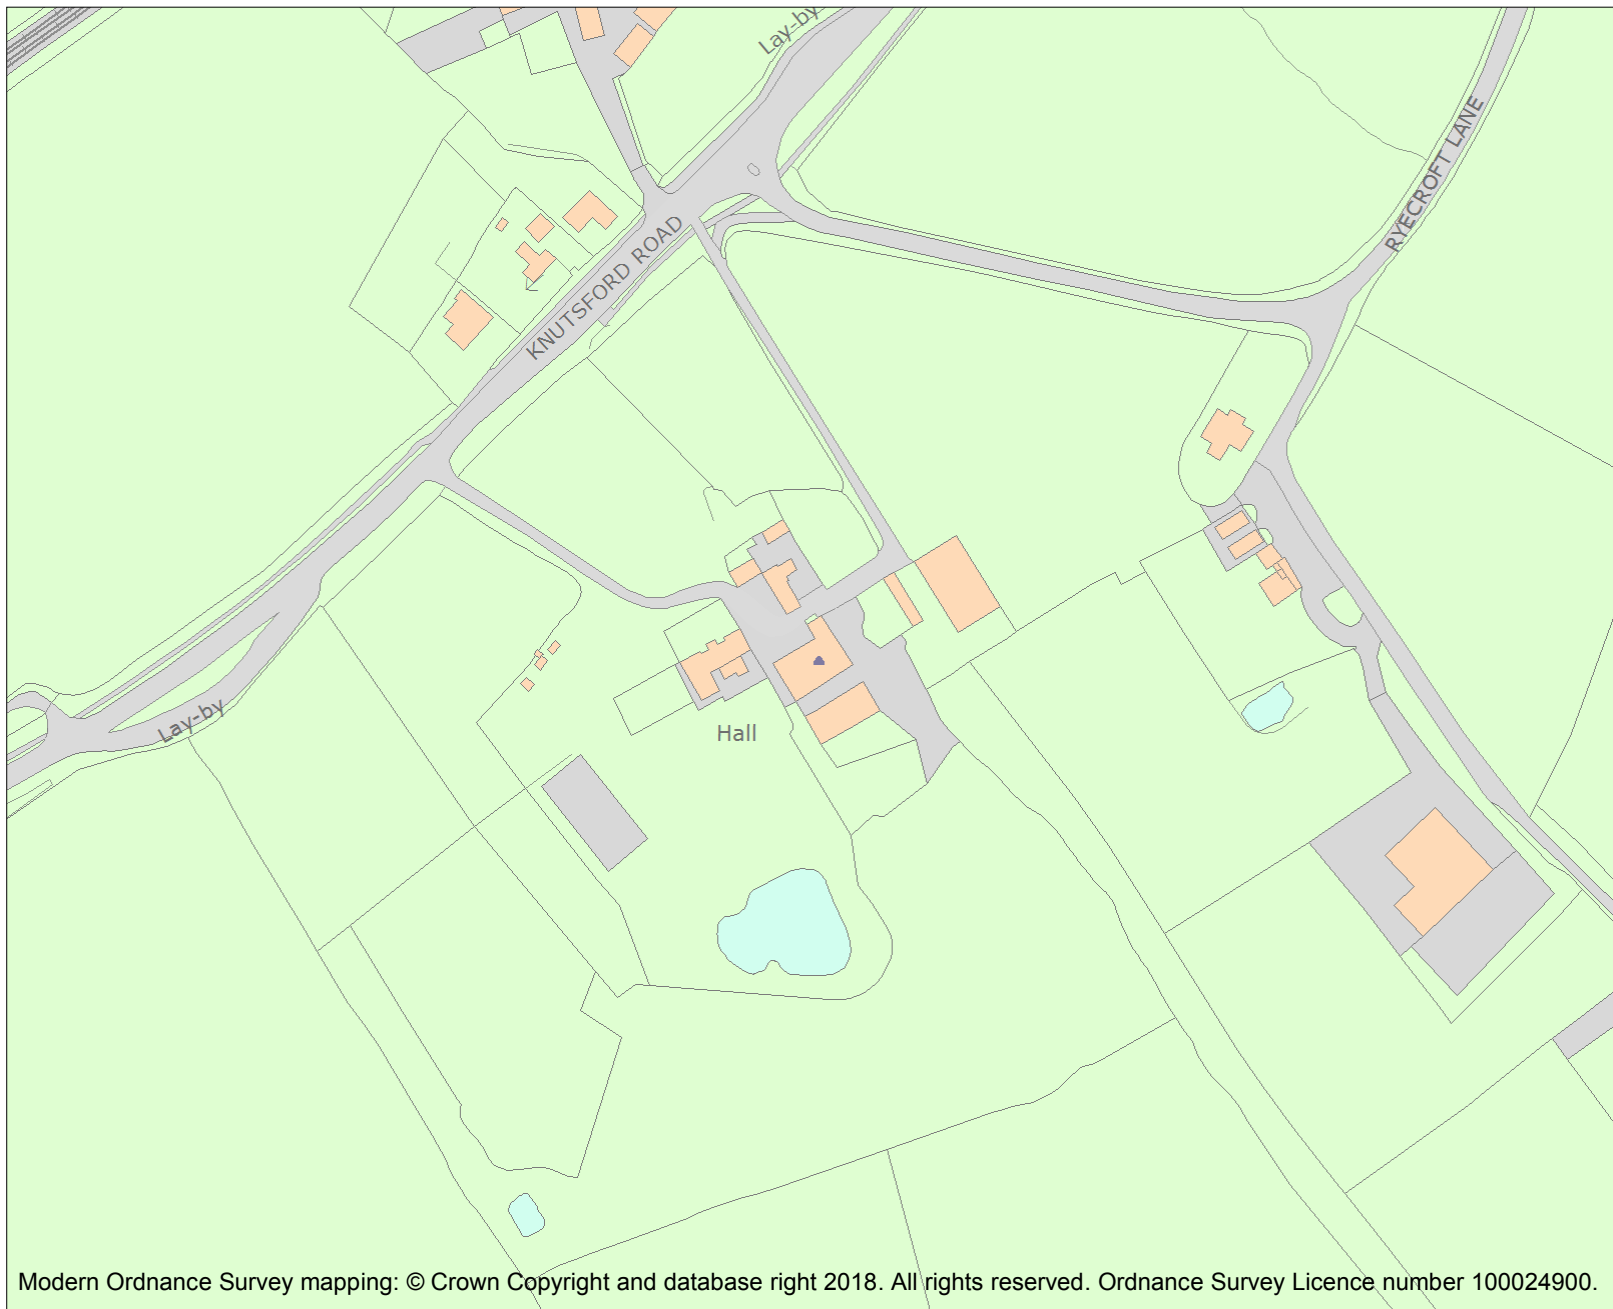 Lay-by
RYECROFT LANE
KNUTSFORD ROAD
Lay-by
Hall
Modern Ordnance Survey mapping: © Crown Copyright and database right 2018. All rights reserved. Ordnance Survey Licence number 100024900.